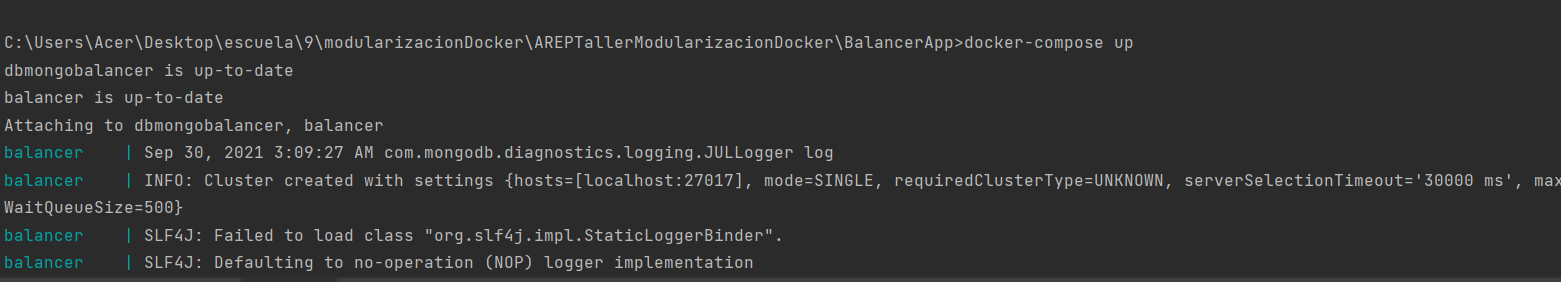 C:\Users\Acer\Desktop\escuela\9\modularizacionDocker\AREPTallerModularizacionDocker\BalancerApp>docker-compose up
dbmongobalancer is up-to-date
balancer is up-to-date
Attaching to dbmongobalancer, balancer
balancer    | Sep 30, 2021 3:09:27 AM com.mongodb.diagnostics.logging.JULLogger log
balancer    | INFO: Cluster created with settings {hosts=[localhost:27017], mode=SINGLE, requiredClusterType=UNKNOWN, serverSelectionTimeout='30000 ms', max
WaitQueueSize=500}
balancer    | SLF4J: Failed to load class "org.slf4j.impl.StaticLoggerBinder".
balancer    | SLF4J: Defaulting to no-operation (NOP) logger implementation